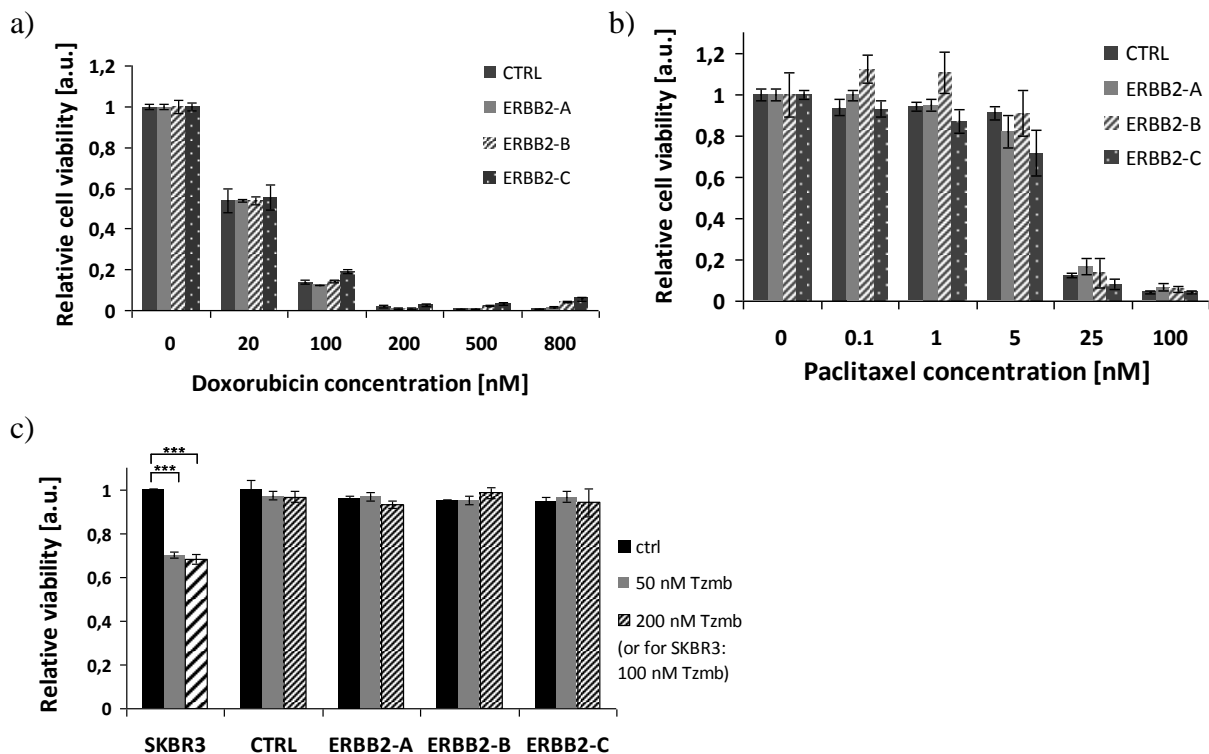 a)
Relativie cell viability [a.u.]
1,2
1
0,8
0,6
0,4
0,2
0
0 20 100 200 500 800
Doxorubicin concentration [nM]
CTRL
ERBB2-A
ERBB2-B
ERBB2-C
b)
Relative cell viability [a.u.]
1,2
1
0,8
0,6
0,4
0,2
0
0 0.1 1 5 25 100
Paclitaxel concentration [nM]
CTRL
ERBB2-A
ERBB2-B
ERBB2-C
c)
Relative viability [a.u.]
1
0,8
0,6
0,4
0,2
0
***
***
SKBR3 CTRL ERBB2-A ERBB2-B ERBB2-C
ctrl
50 nM Tzmb
200 nM Tzmb
(or for SKBR3:
100 nM Tzmb)